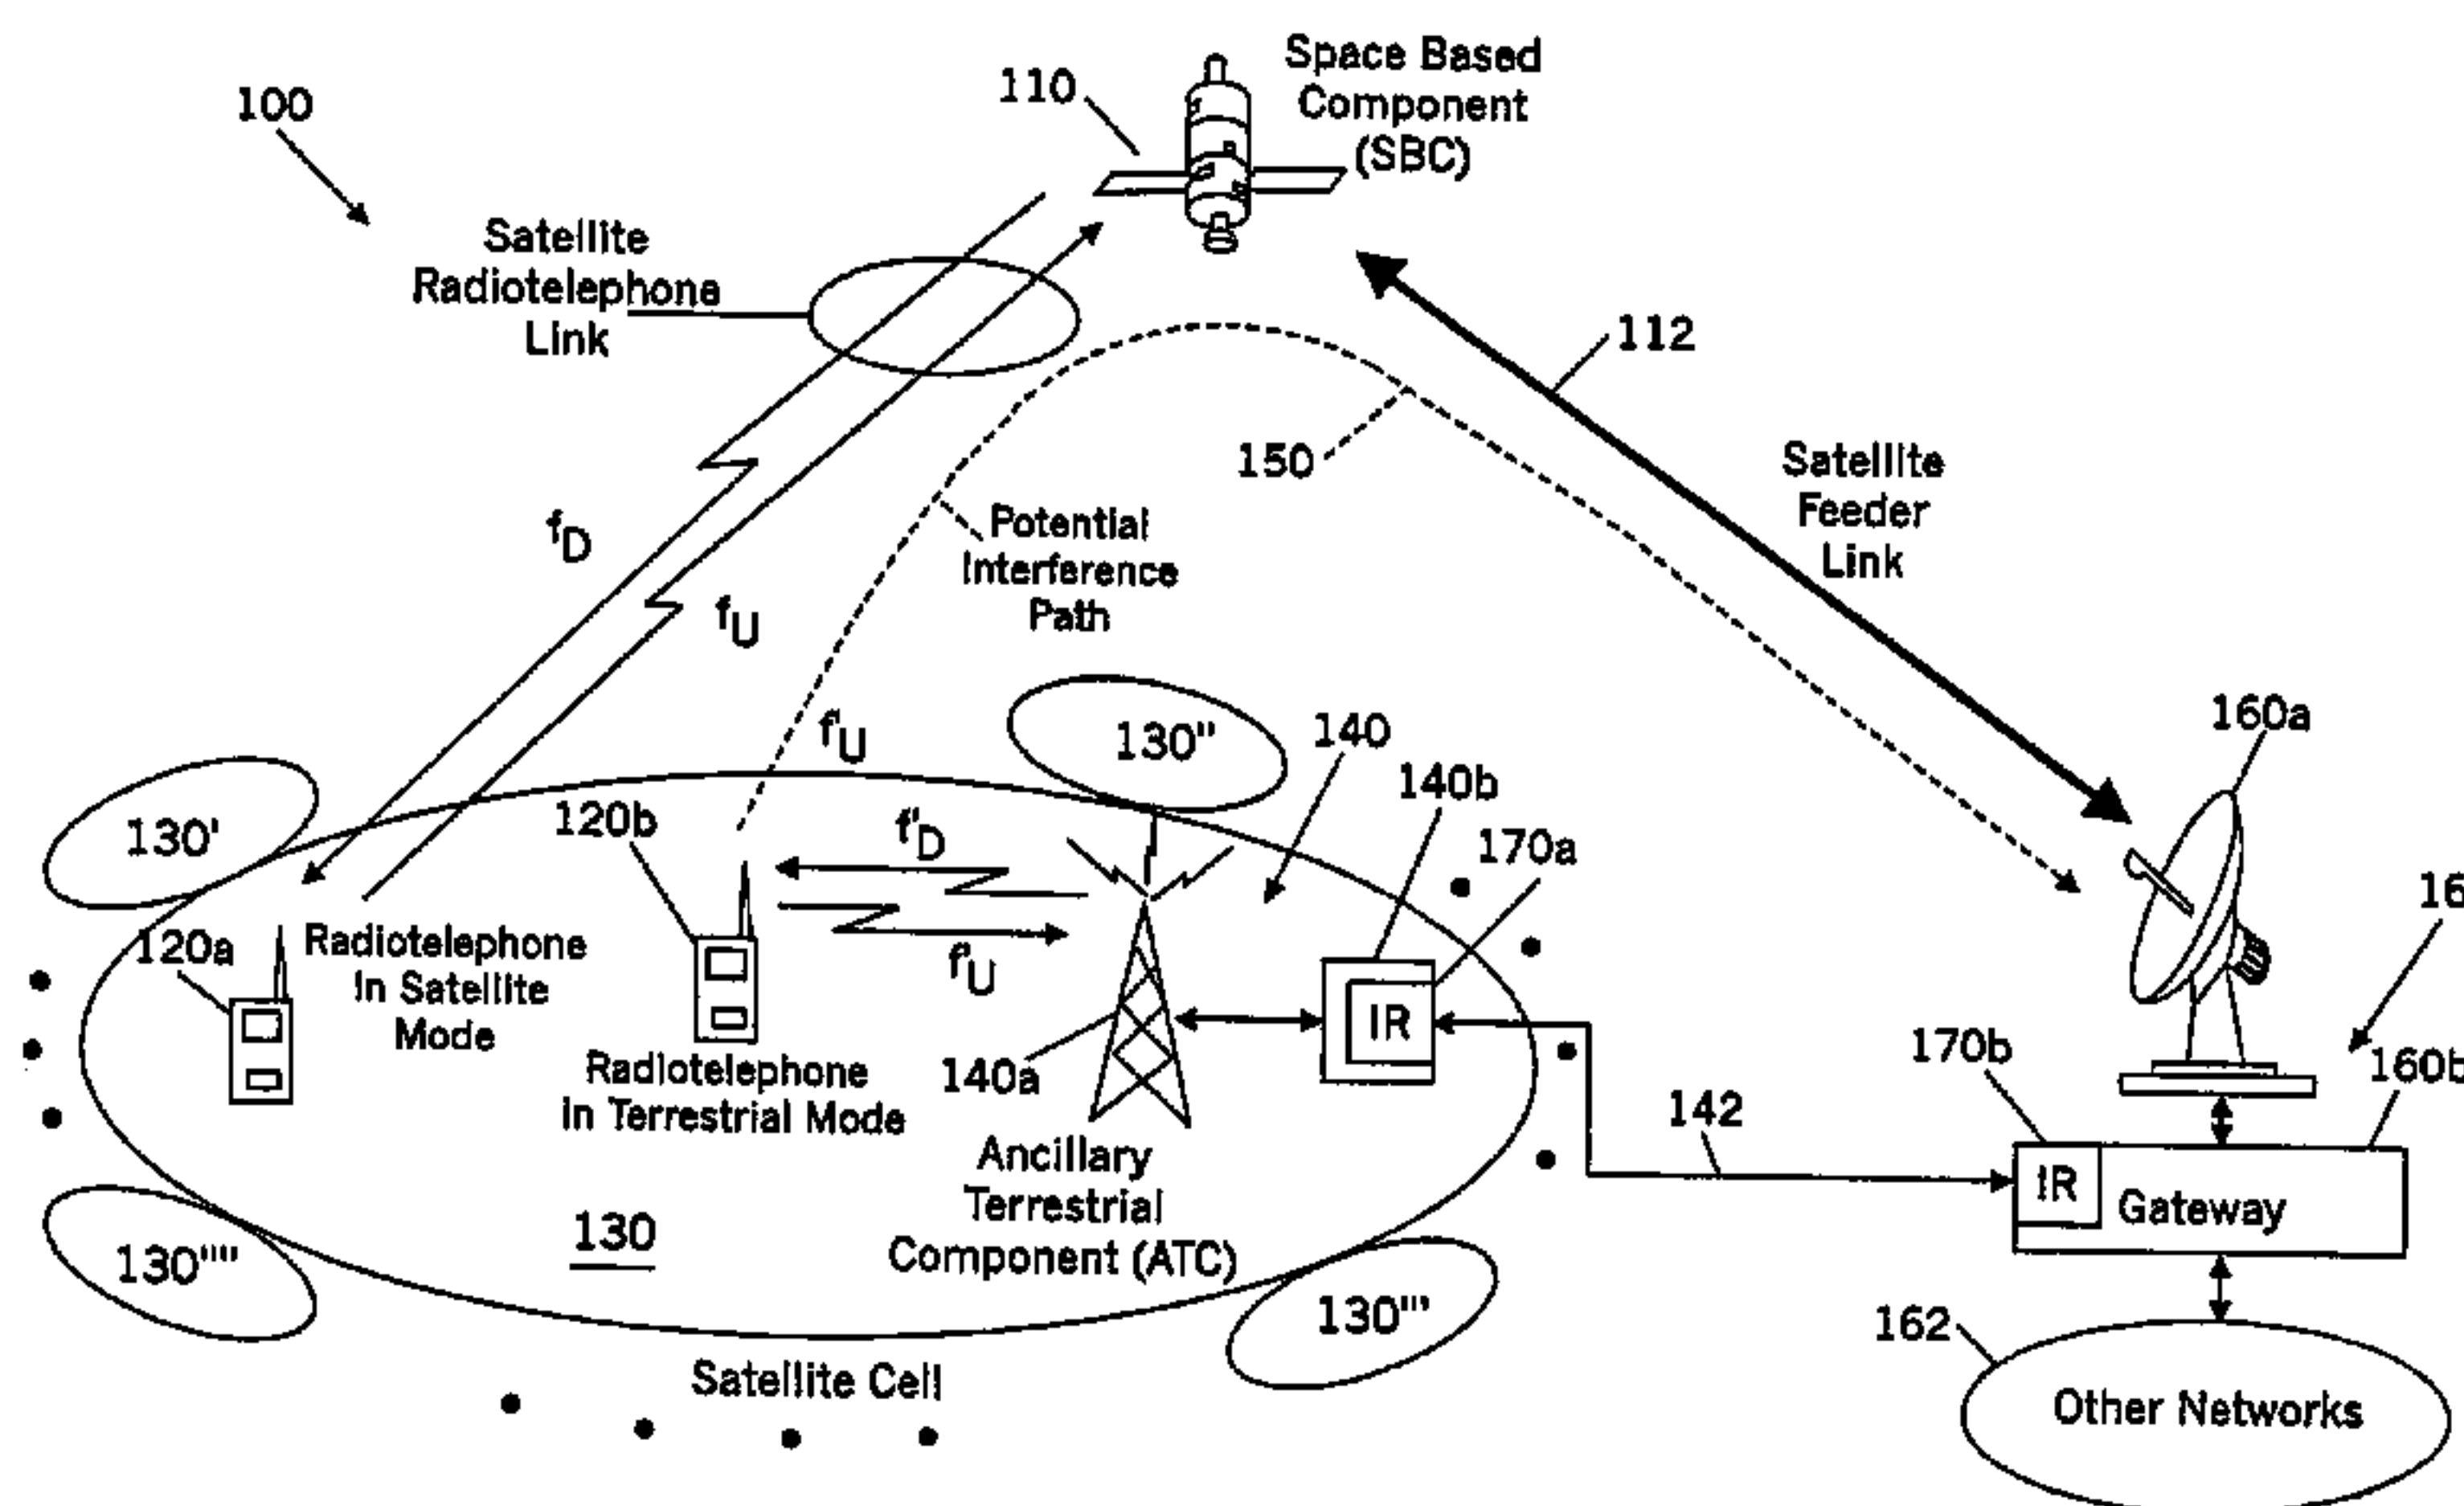 100
110
Space Based
Component
(SBC)
Satellite
Radiotelephone
Link
112
150
Satellite
Feeder
Link
fD
fU
Potential
Interference
Path
f'U
130"
140
140b
160a
130'
120b
f'D
170a
16
120a
Radiotelephone
In Satellite
Mode
f'U
IR
140a
Radiotelephone
In Terrestrial Mode
142
170b
160b
Ancillary
Terrestrial
Component (ATC)
IR
Gateway
130
130""
130"'
162
Satellite Cell
Other Networks